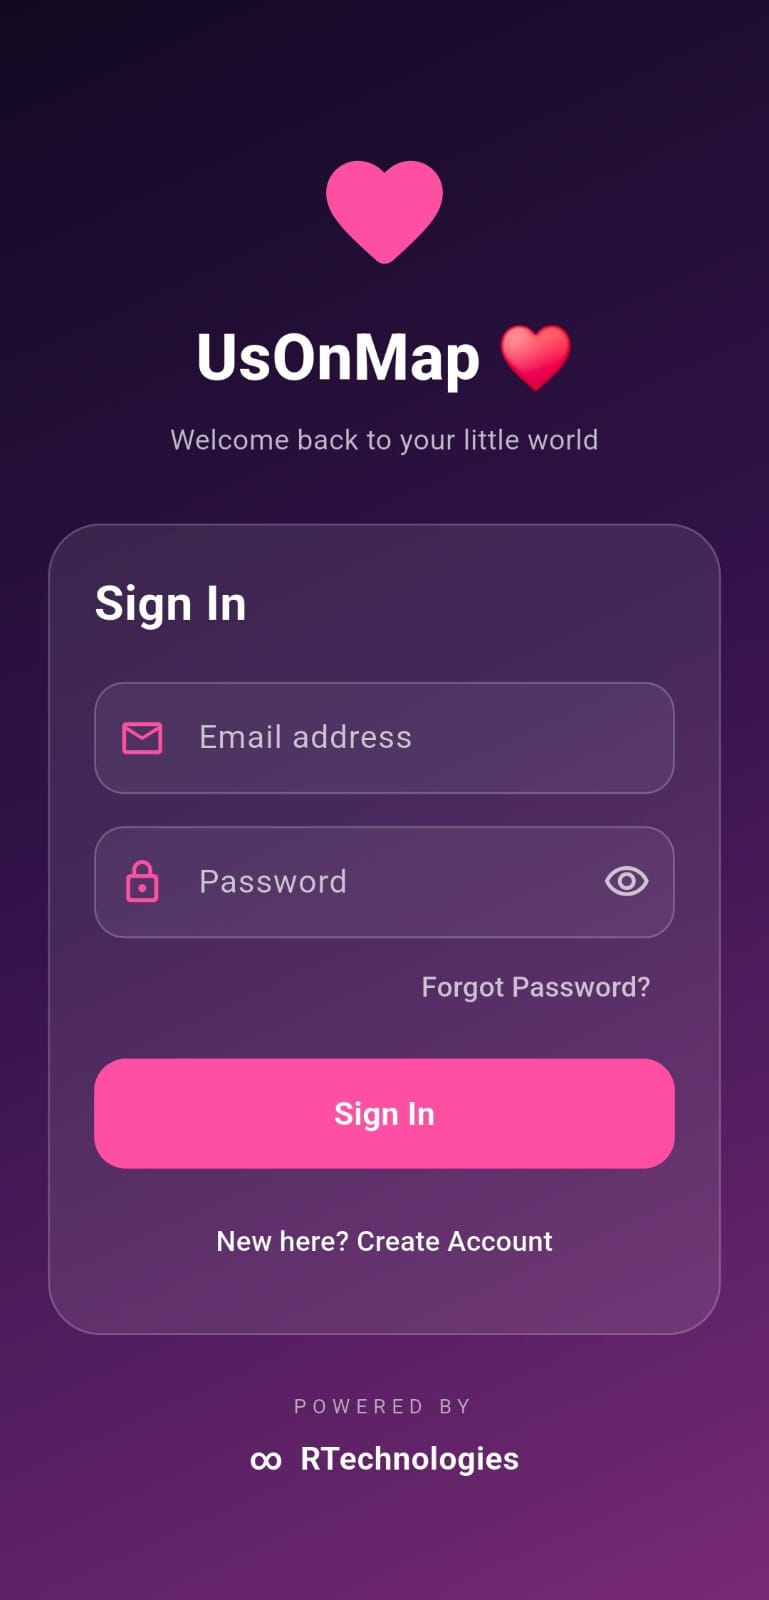 UsOnMap ❤️
Welcome back to your little world
Sign In
Email address
Password
Forgot Password?
Sign In
New here? Create Account
POWERED BY
∞ RTechnologies